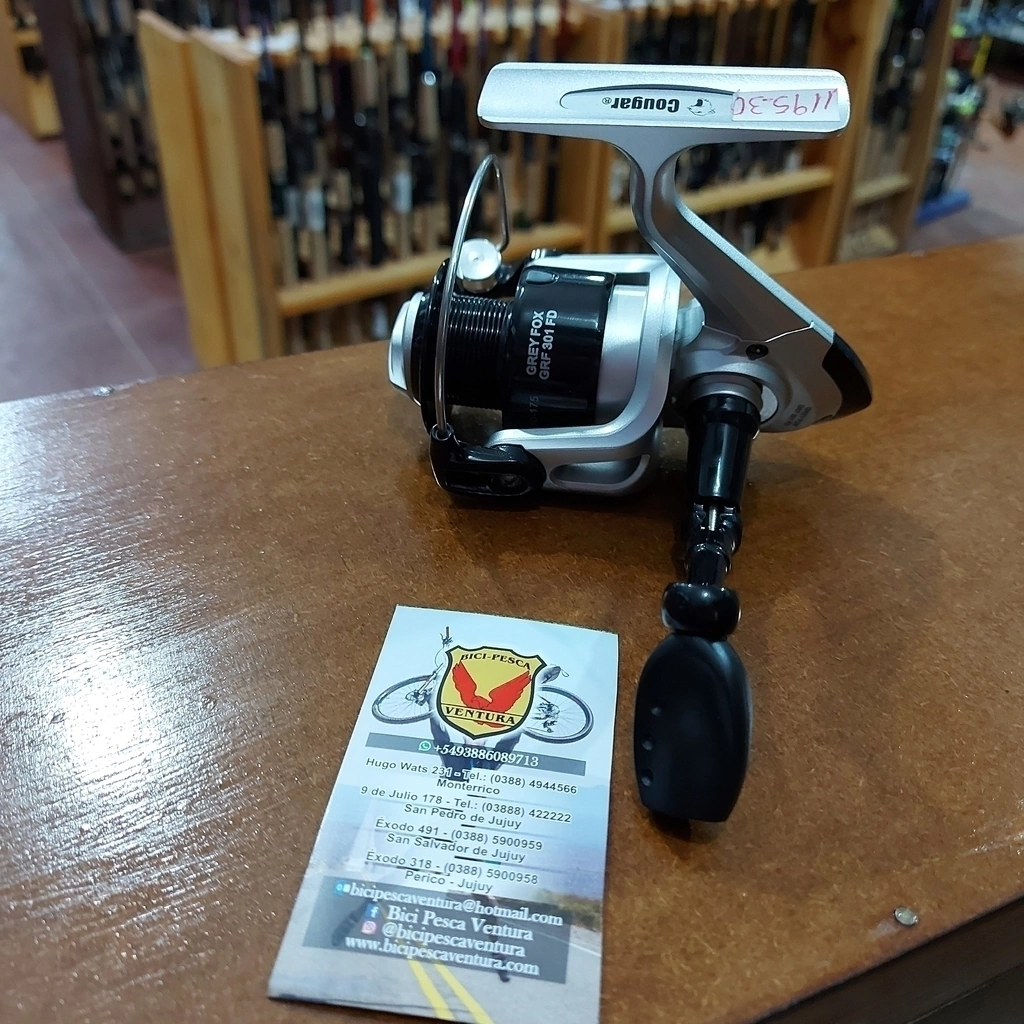 Cougar®
1195-30
GREY FOX
GRF 301 FD
BICI-PESCA
VENTURA
+5493886089713
Hugo Wats 231 - Tel.: (0388) 4944566
Monterrico
9 de Julio 178 - Tel.: (03888) 422222
San Pedro de Jujuy
Éxodo 491 - (0388) 5900959
San Salvador de Jujuy
Éxodo 318 - (0388) 5900958
Perico - Jujuy
bicipescaventura@hotmail.com
Bici Pesca Ventura
@bicipescaventura
www.bicipescaventura.com